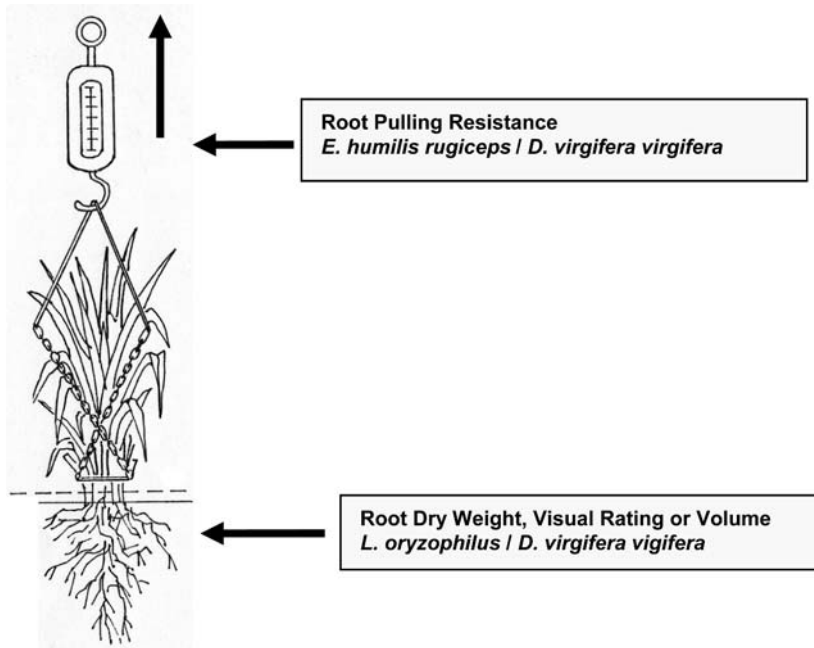 Root Pulling Resistance
E. humilis rugiceps / D. virgifera virgifera
Root Dry Weight, Visual Rating or Volume
L. oryzophilus / D. virgifera vigifera